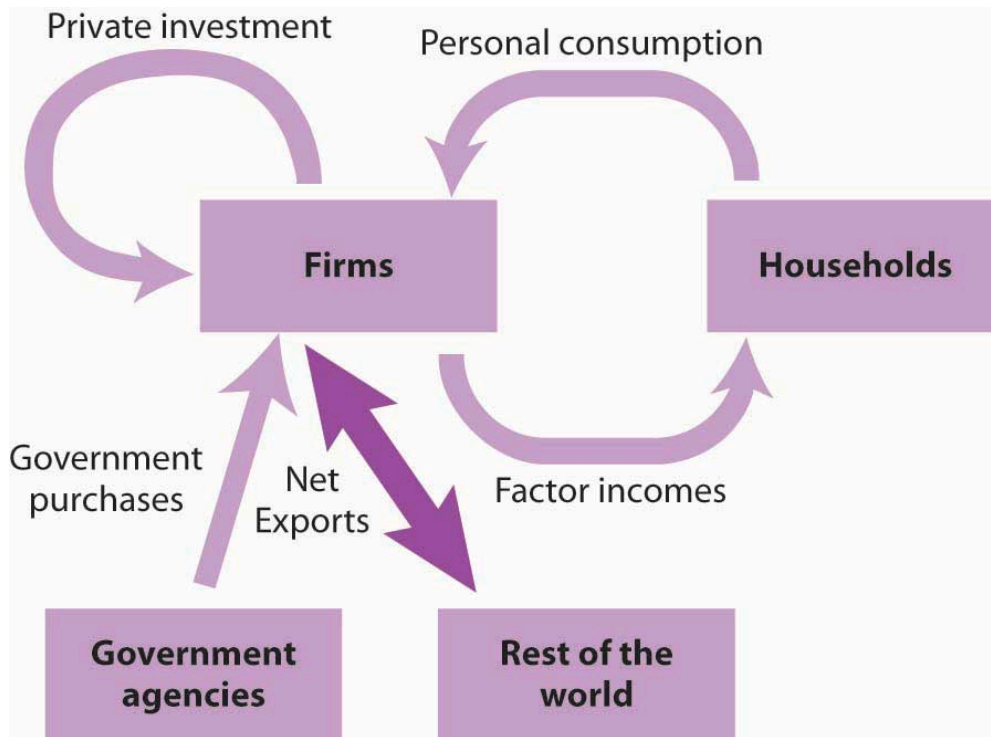 Private investment
Personal consumption
Firms
Households
Government
purchases
Net
Exports
Factor incomes
Government
agencies
Rest of the
world